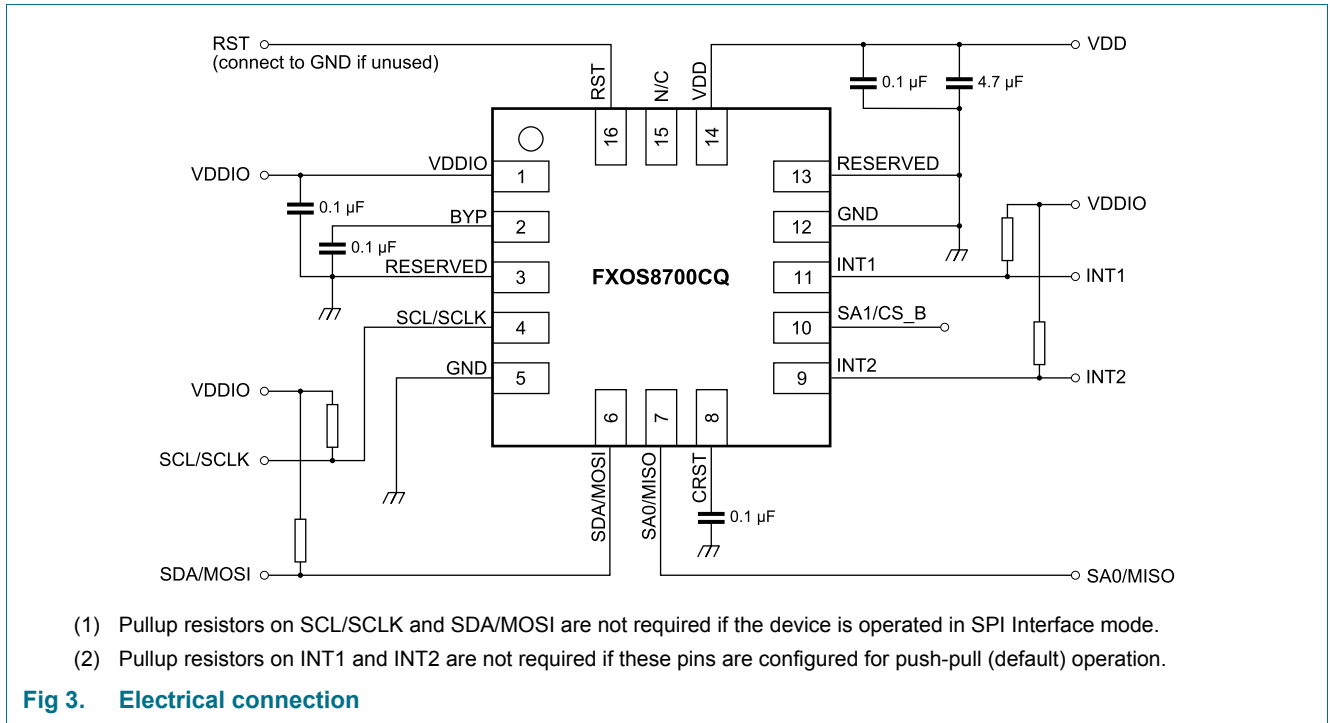 RST
(connect to GND if unused)
RST
N/C
VDD
VDD
0.1 µF
4.7 µF
16
15
14
VDDIO
VDDIO
1
13
RESERVED
0.1 µF
BYP
2
12
GND
VDDIO
0.1 µF
RESERVED
3
FXOS8700CQ
11
INT1
INT1
SCL/SCLK
4
10
SA1/CS_B
GND
5
9
INT2
INT2
VDDIO
6
7
8
SCL/SCLK
SDA/MOSI
SA0/MISO
CRST
0.1 µF
SDA/MOSI
SA0/MISO
(1) Pullup resistors on SCL/SCLK and SDA/MOSI are not required if the device is operated in SPI Interface mode.
(2) Pullup resistors on INT1 and INT2 are not required if these pins are configured for push-pull (default) operation.
Fig 3. Electrical connection